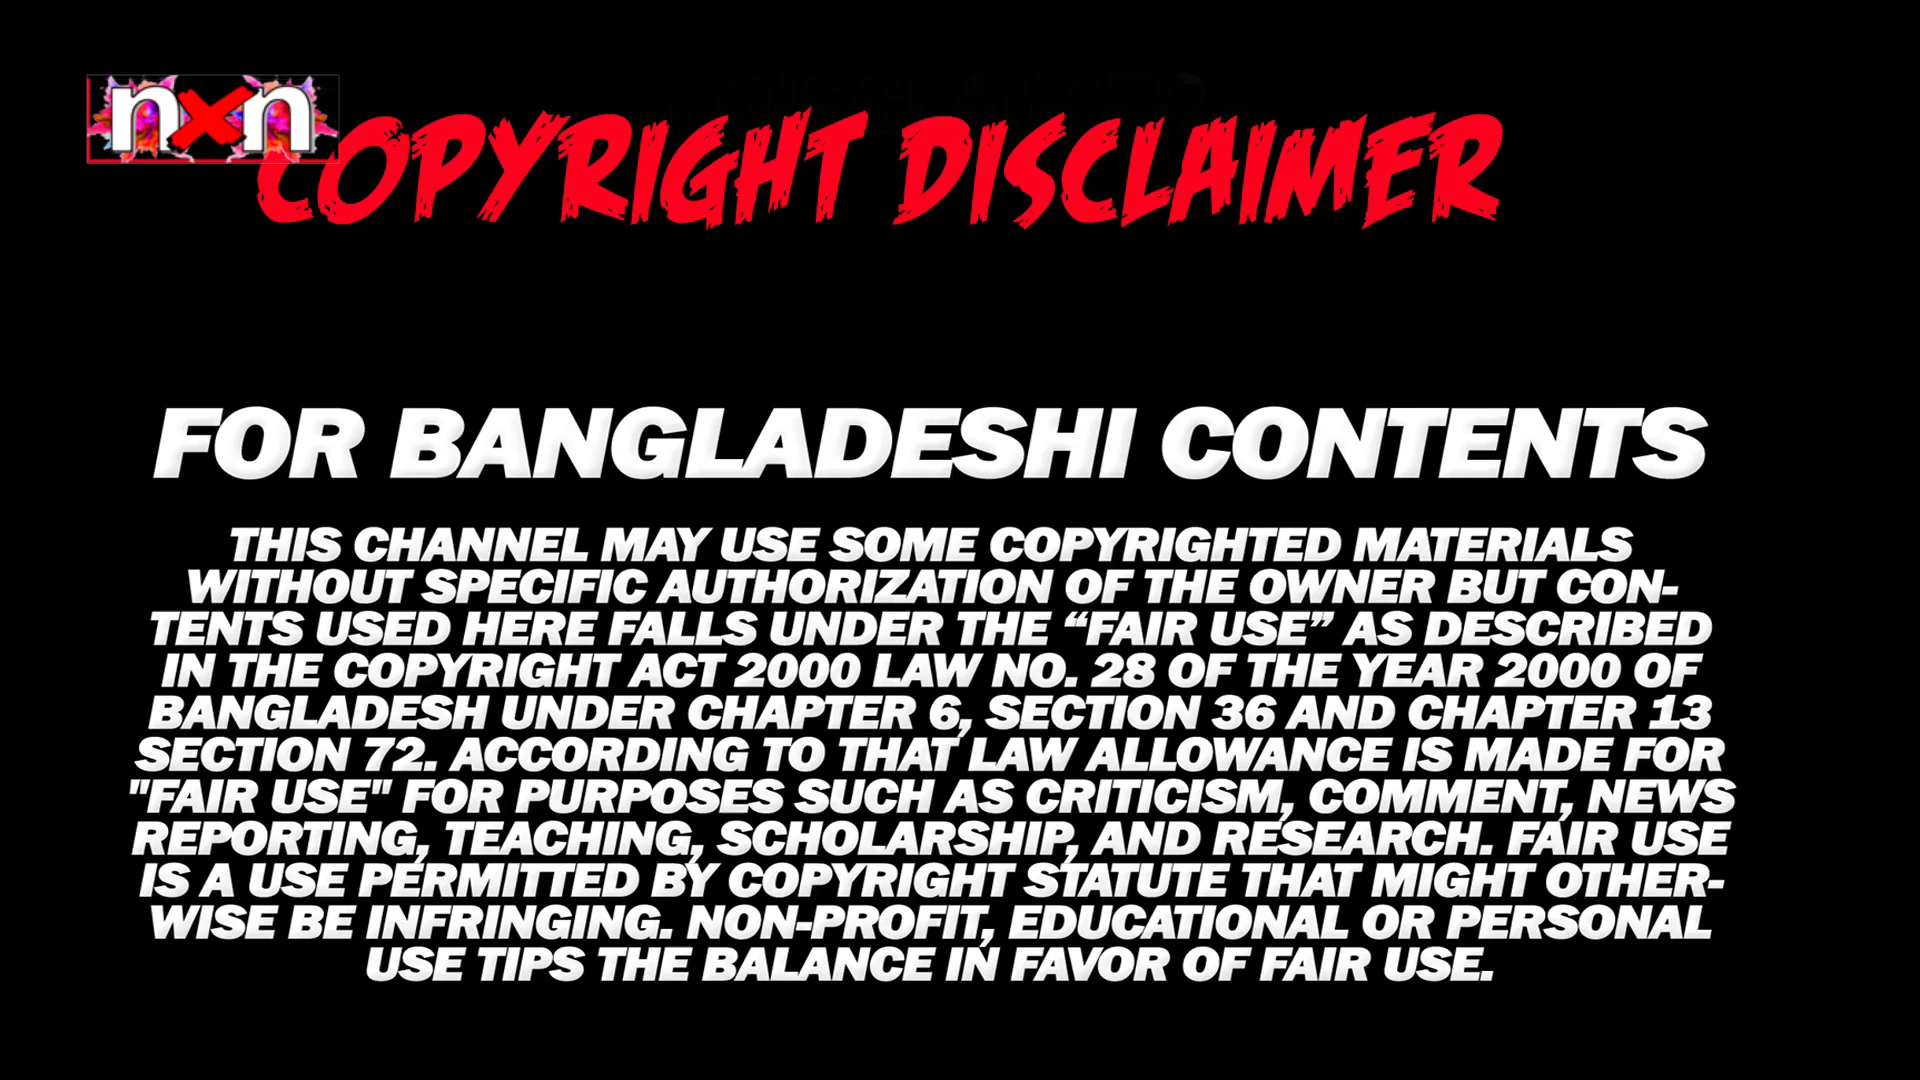 nxn
COPYRIGHT DISCLAIMER
FOR BANGLADESHI CONTENTS
THIS CHANNEL MAY USE SOME COPYRIGHTED MATERIALS
WITHOUT SPECIFIC AUTHORIZATION OF THE OWNER BUT CON-
TENTS USED HERE FALLS UNDER THE “FAIR USE” AS DESCRIBED
IN THE COPYRIGHT ACT 2000 LAW NO. 28 OF THE YEAR 2000 OF
BANGLADESH UNDER CHAPTER 6, SECTION 36 AND CHAPTER 13
SECTION 72. ACCORDING TO THAT LAW ALLOWANCE IS MADE FOR
"FAIR USE" FOR PURPOSES SUCH AS CRITICISM, COMMENT, NEWS
REPORTING, TEACHING, SCHOLARSHIP, AND RESEARCH. FAIR USE
IS A USE PERMITTED BY COPYRIGHT STATUTE THAT MIGHT OTHER-
WISE BE INFRINGING. NON-PROFIT, EDUCATIONAL OR PERSONAL
USE TIPS THE BALANCE IN FAVOR OF FAIR USE.